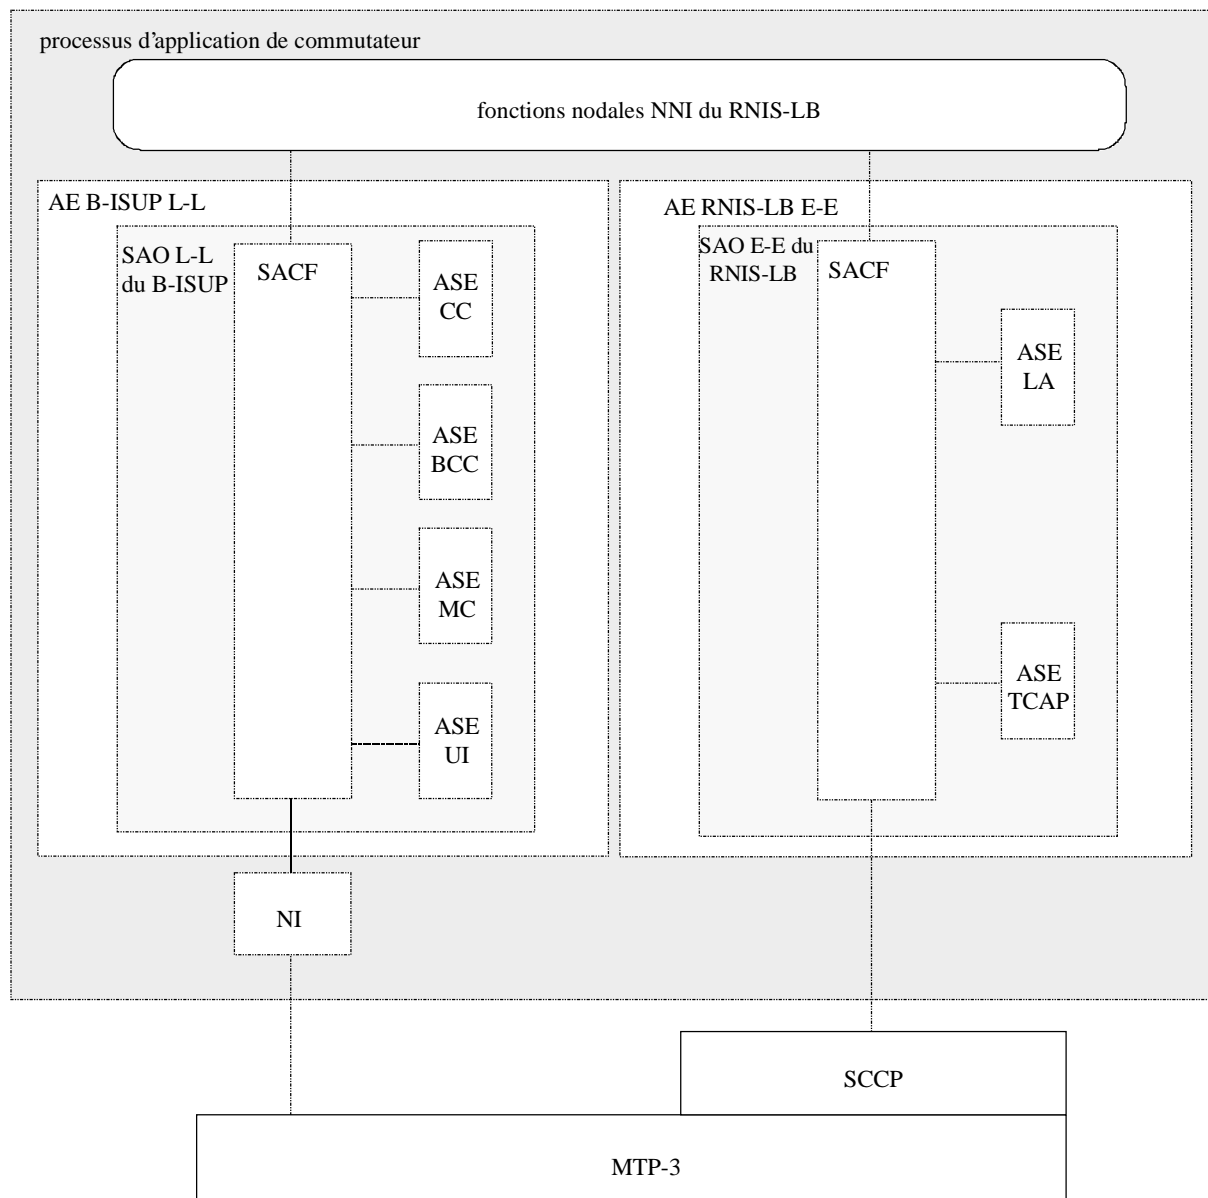 processus d'application de commutateur
fonctions nodales NNI du RNIS-LB
AE B-ISUP L-L
SAO L-L
du B-ISUP
SACF
ASE
CC
ASE
BCC
ASE
MC
ASE
UI
NI
AE RNIS-LB E-E
SAO E-E du
RNIS-LB
SACF
ASE
LA
ASE
TCAP
SCCP
MTP-3